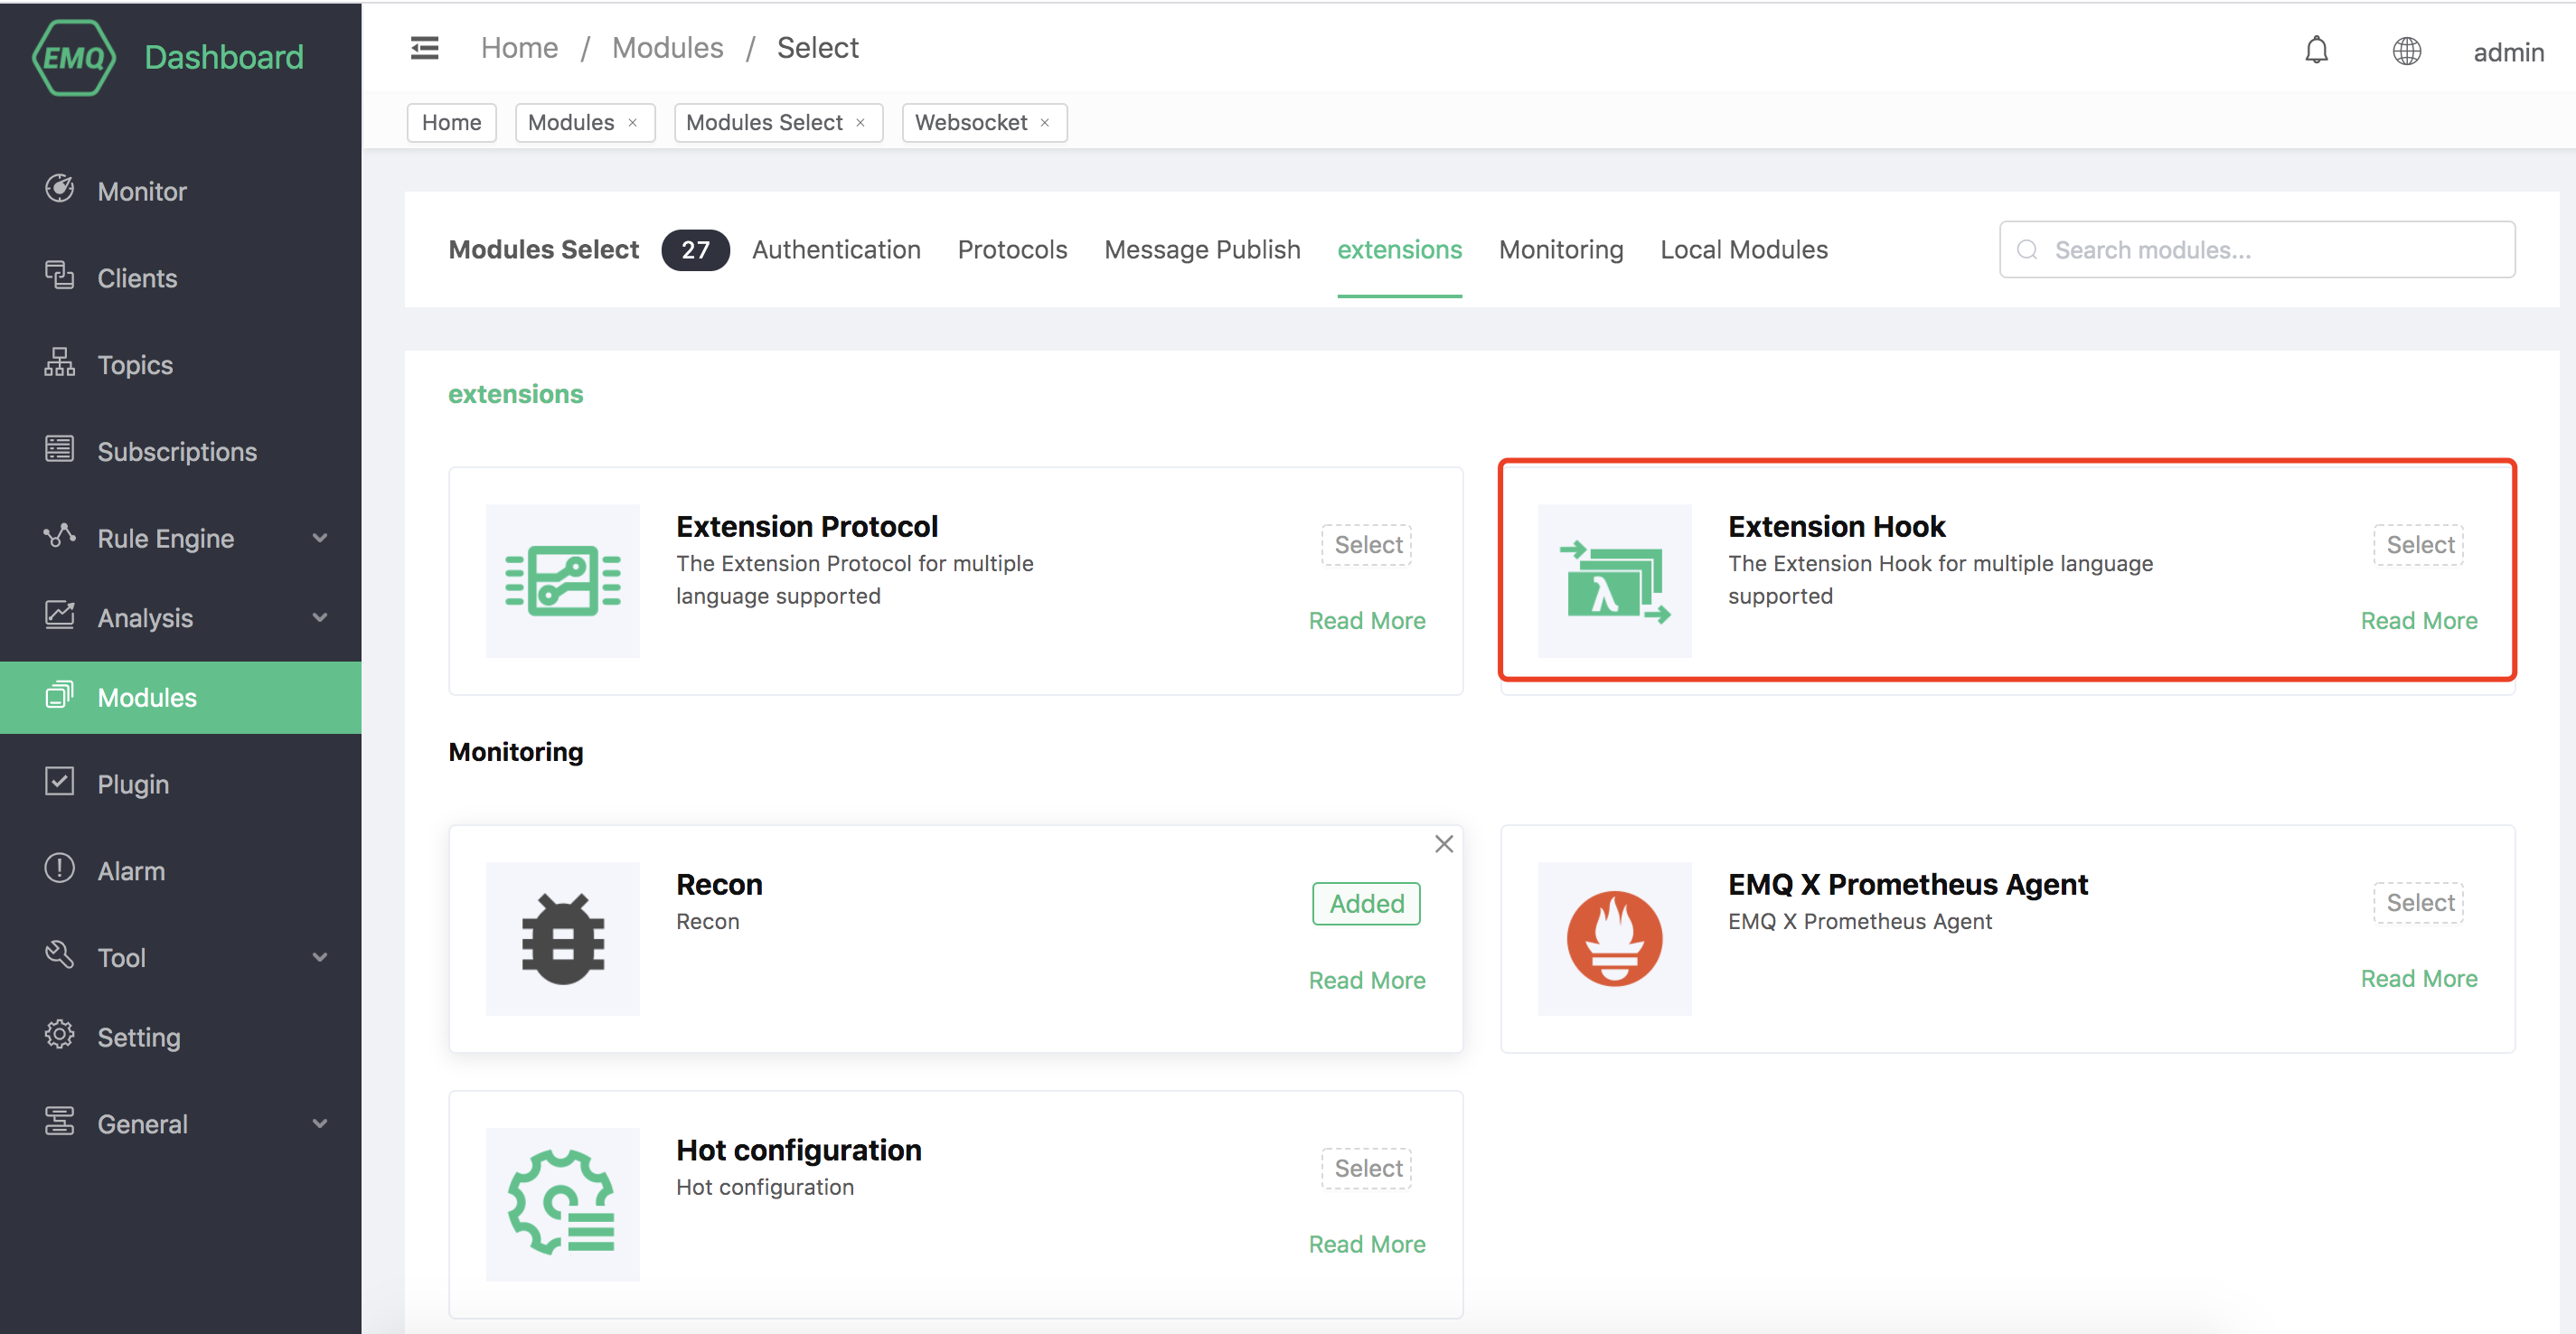 EMQ Dashboard
Home / Modules / Select
admin
Home
Modules ×
Modules Select ×
Websocket ×
Monitor
Clients
Topics
Subscriptions
Rule Engine
Analysis
Modules
Plugin
Alarm
Tool
Setting
General
Modules Select 27 Authentication Protocols Message Publish extensions Monitoring Local Modules
Search modules...
extensions
Extension Protocol
The Extension Protocol for multiple
language supported
Select
Read More
Extension Hook
The Extension Hook for multiple language
supported
Select
Read More
λ
Monitoring
Recon
Recon
Added
Read More
EMQ X Prometheus Agent
EMQ X Prometheus Agent
Select
Read More
Hot configuration
Hot configuration
Select
Read More